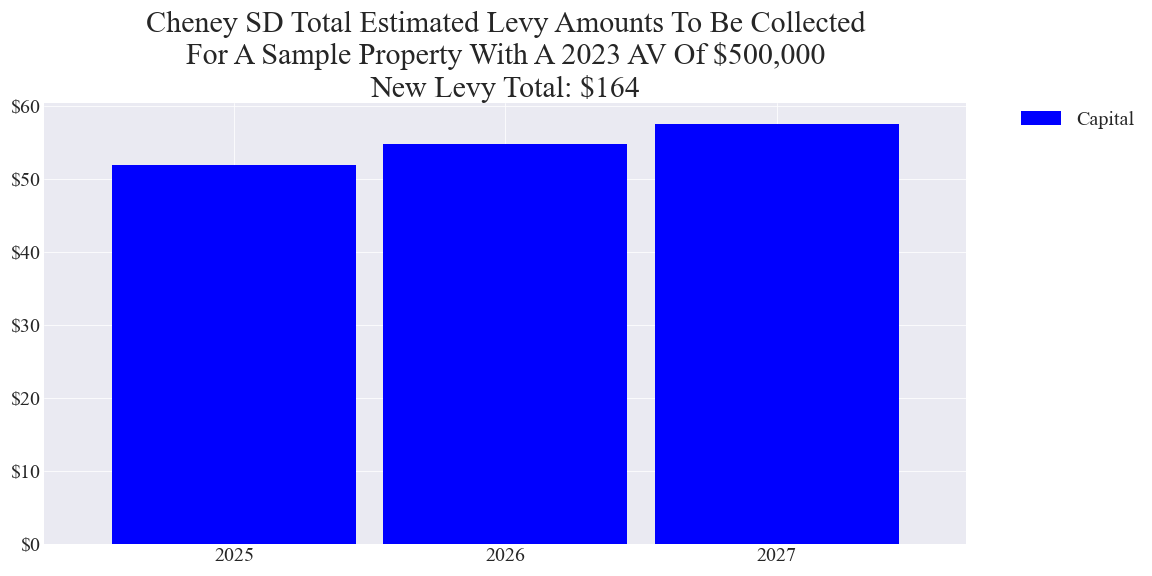 Cheney SD Total Estimated Levy Amounts To Be Collected
For A Sample Property With A 2023 AV Of $500,000
New Levy Total: $164
$60
$50
$40
$30
$20
$10
$0
2025
2026
2027
Capital